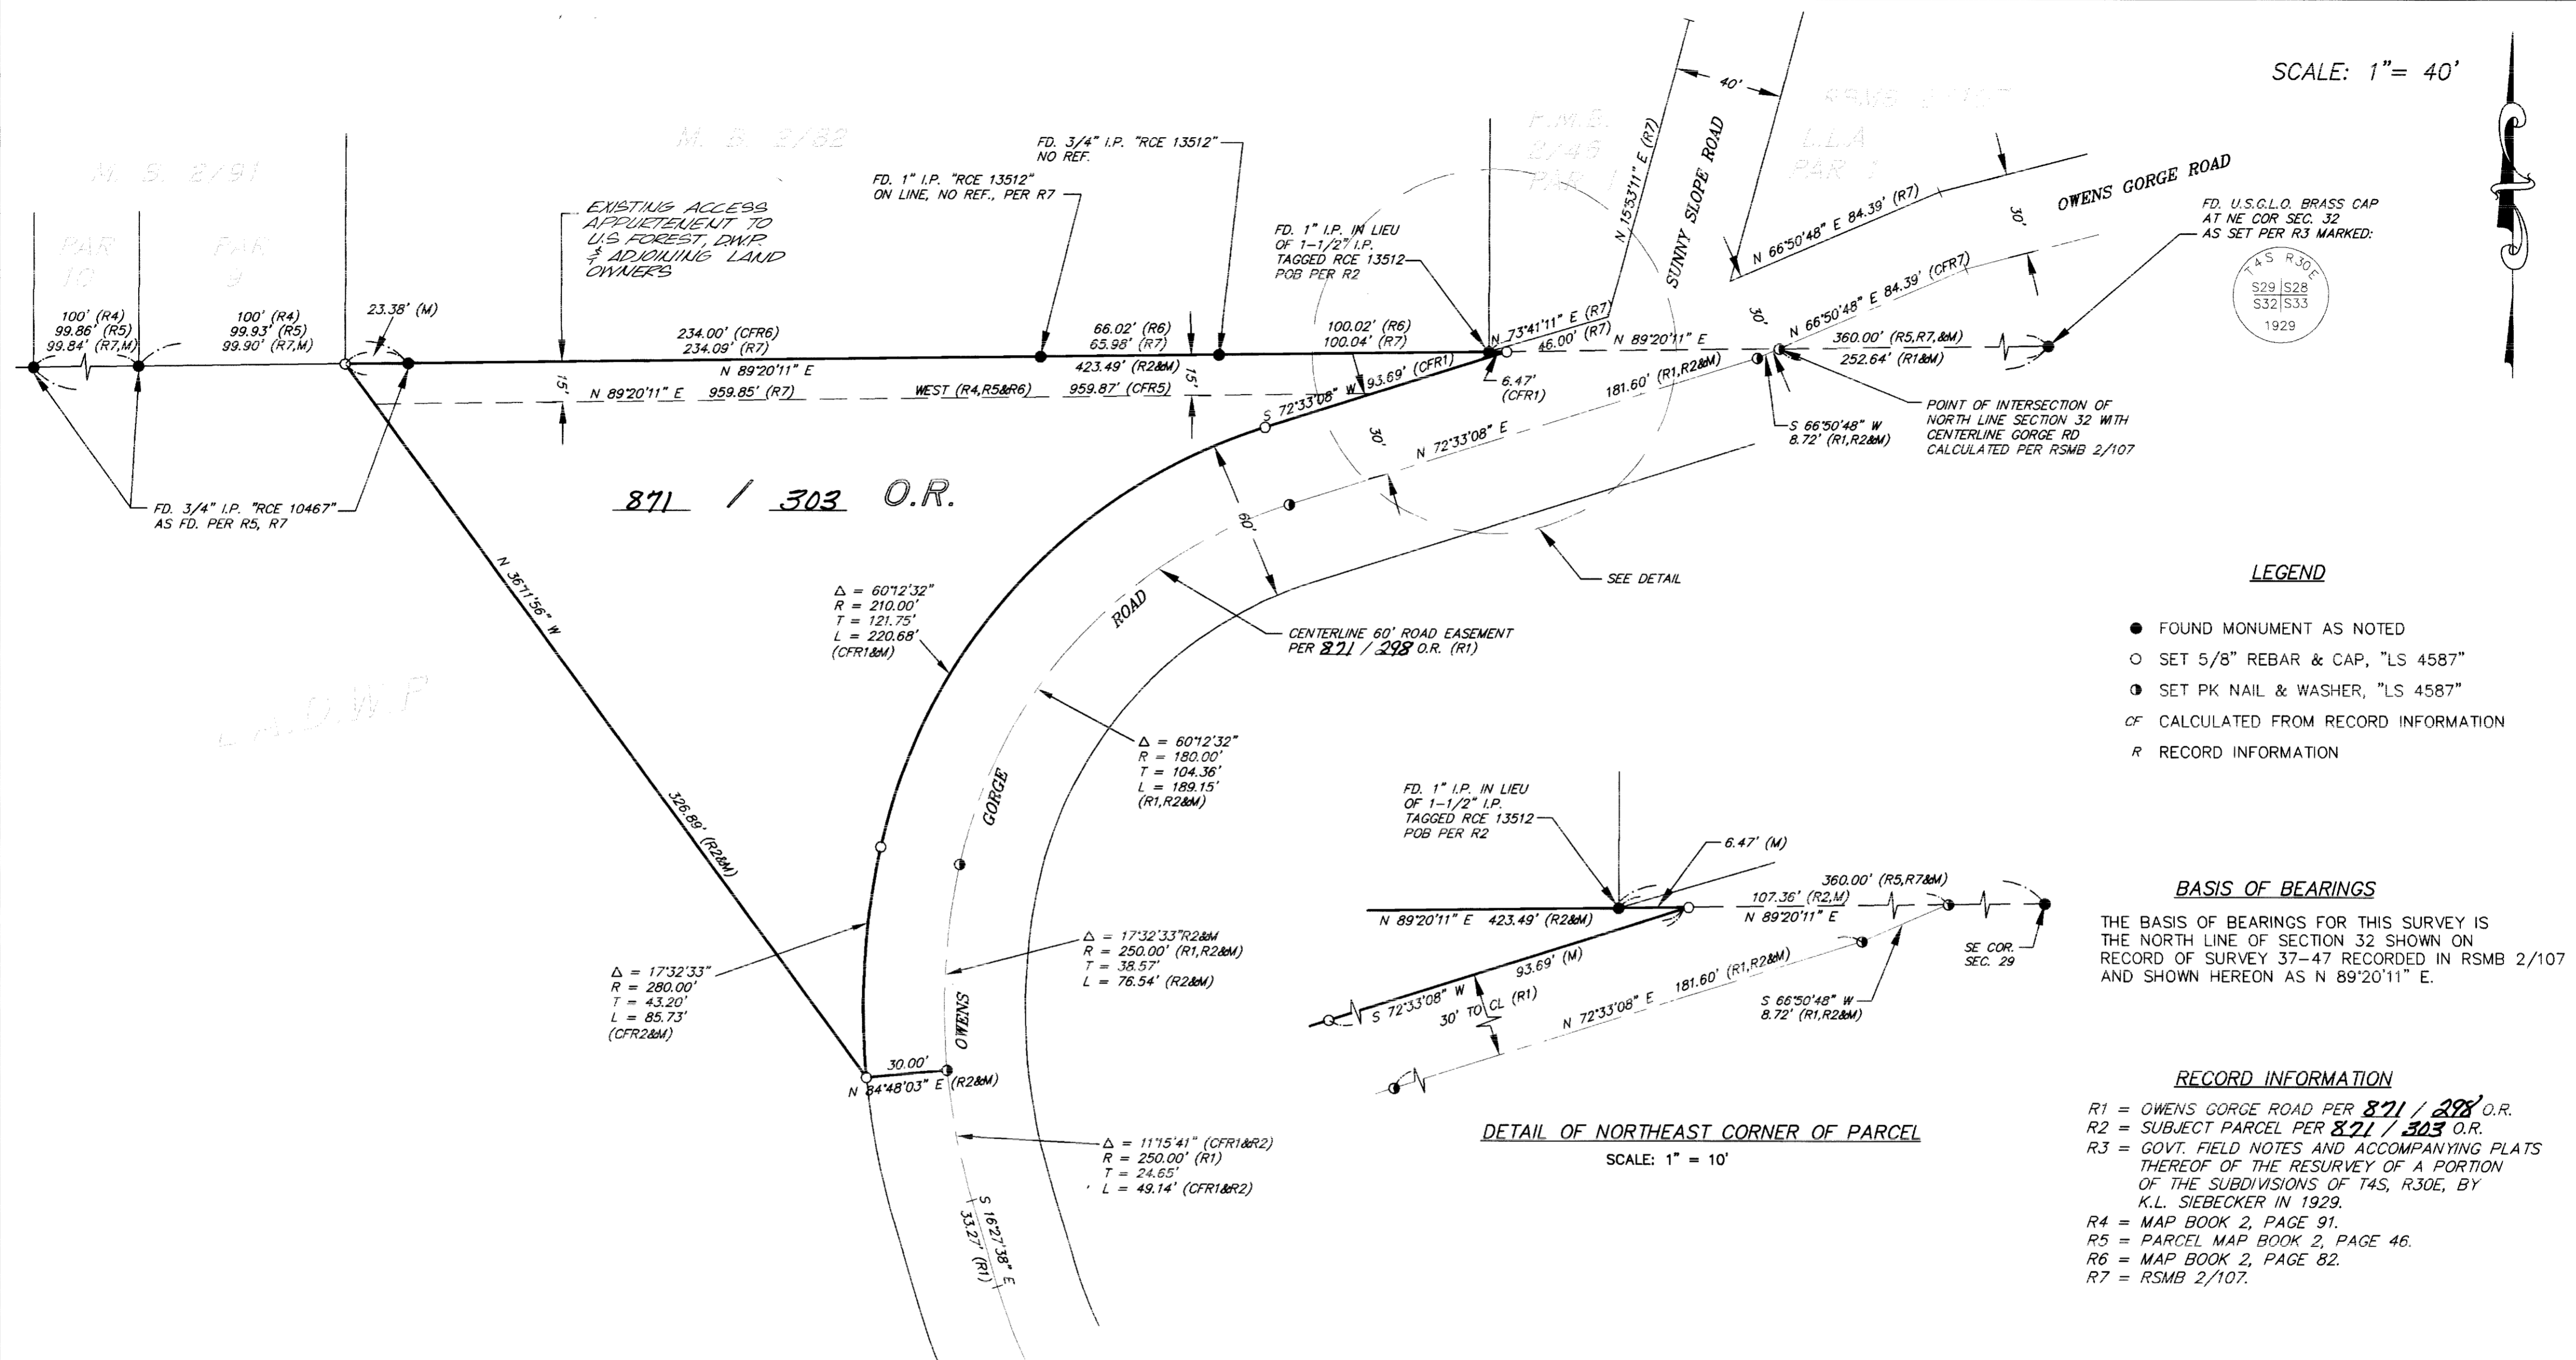 SCALE: 1"= 40'
M. B. 2/91
M. B. 2/82
P.M.B.
2/46
PAR 1
L.L.A
PAR 1
PAR
10
PAR
9
L.A.D.W.P
EXISTING ACCESS
APPURTENENT TO
U.S FOREST, D.W.P.
& ADJOINING LAND
OWNERS
FD. 1" I.P. "RCE 13512"
ON LINE, NO REF., PER R7
FD. 3/4" I.P. "RCE 13512"
NO REF.
FD. 1" I.P. IN LIEU
OF 1-1/2" I.P.
TAGGED RCE 13512
POB PER R2
N 15°53'11" E (R7)
40'
SUNNY SLOPE ROAD
N 66°50'48" E 84.39' (R7)
30'
OWENS GORGE ROAD
FD. U.S.G.L.O. BRASS CAP
AT NE COR SEC. 32
AS SET PER R3 MARKED:
T4S R30E
S29 S28
S32 S33
1929
N 66°50'48" E 84.39' (CFR7)
30'
100' (R4)
99.86' (R5)
99.84' (R7,M)
100' (R4)
99.93' (R5)
99.90' (R7,M)
23.38' (M)
234.00' (CFR6)
234.09' (R7)
N 89°20'11" E
66.02' (R6)
65.98' (R7)
423.49' (R2&M)
100.02' (R6)
100.04' (R7)
N 73°41'11" E (R7)
46.00' (R7)
N 89°20'11" E
360.00' (R5,R7,&M)
252.64' (R1&M)
15'
N 89°20'11" E 959.85' (R7)
WEST (R4,R5&R6)
959.87' (CFR5)
15'
S 72°33'08" W 93.69' (CFR1)
6.47'
(CFR1)
181.60' (R1,R2&M)
N 72°33'08" E
30'
S 66°50'48" W
8.72' (R1,R2&M)
POINT OF INTERSECTION OF
NORTH LINE SECTION 32 WITH
CENTERLINE GORGE RD
CALCULATED PER RSMB 2/107
FD. 3/4" I.P. "RCE 10467"
AS FD. PER R5, R7
871 / 303 O.R.
60'
SEE DETAIL
N 36°11'56" W
326.89' (R2&M)
Δ = 60°12'32"
R = 210.00'
T = 121.75'
L = 220.68'
(CFR1&M)
CENTERLINE 60' ROAD EASEMENT
PER 871 / 298 O.R. (R1)
OWENS GORGE ROAD
Δ = 60°12'32"
R = 180.00'
T = 104.36'
L = 189.15'
(R1,R2&M)
Δ = 17°32'33"R2&M
R = 250.00' (R1,R2&M)
T = 38.57'
L = 76.54' (R2&M)
Δ = 17°32'33"
R = 280.00'
T = 43.20'
L = 85.73'
(CFR2&M)
30.00'
N 84°48'03" E (R2&M)
Δ = 11°15'41" (CFR1&R2)
R = 250.00' (R1)
T = 24.65'
L = 49.14' (CFR1&R2)
S 16°27'38" E
33.27' (R1)
FD. 1" I.P. IN LIEU
OF 1-1/2" I.P.
TAGGED RCE 13512
POB PER R2
6.47' (M)
360.00' (R5,R7&M)
107.36' (R2,M)
N 89°20'11" E
N 89°20'11" E 423.49' (R2&M)
93.69' (M)
S 72°33'08" W
30' TO CL (R1)
N 72°33'08" E 181.60' (R1,R2&M)
S 66°50'48" W
8.72' (R1,R2&M)
SE COR.
SEC. 29
DETAIL OF NORTHEAST CORNER OF PARCEL
SCALE: 1" = 10'
LEGEND
FOUND MONUMENT AS NOTED
SET 5/8" REBAR & CAP, "LS 4587"
SET PK NAIL & WASHER, "LS 4587"
CF CALCULATED FROM RECORD INFORMATION
R RECORD INFORMATION
BASIS OF BEARINGS
THE BASIS OF BEARINGS FOR THIS SURVEY IS
THE NORTH LINE OF SECTION 32 SHOWN ON
RECORD OF SURVEY 37-47 RECORDED IN RSMB 2/107
AND SHOWN HEREON AS N 89°20'11" E.
RECORD INFORMATION
R1 = OWENS GORGE ROAD PER 871 / 298 O.R.
R2 = SUBJECT PARCEL PER 871 / 303 O.R.
R3 = GOVT. FIELD NOTES AND ACCOMPANYING PLATS
THEREOF OF THE RESURVEY OF A PORTION
OF THE SUBDIVISIONS OF T4S, R30E, BY
K.L. SIEBECKER IN 1929.
R4 = MAP BOOK 2, PAGE 91.
R5 = PARCEL MAP BOOK 2, PAGE 46.
R6 = MAP BOOK 2, PAGE 82.
R7 = RSMB 2/107.